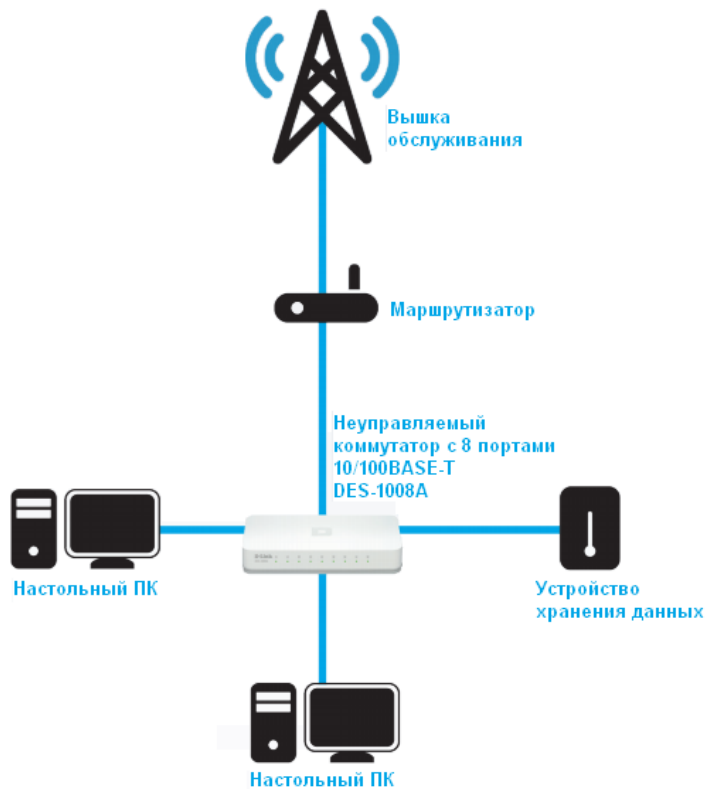 Вышка
обслуживания
Маршрутизатор
Неуправляемый
коммутатор с 8 портами
10/100BASE-T
DES-1008A
Настольный ПК
Устройство
хранения данных
Настольный ПК